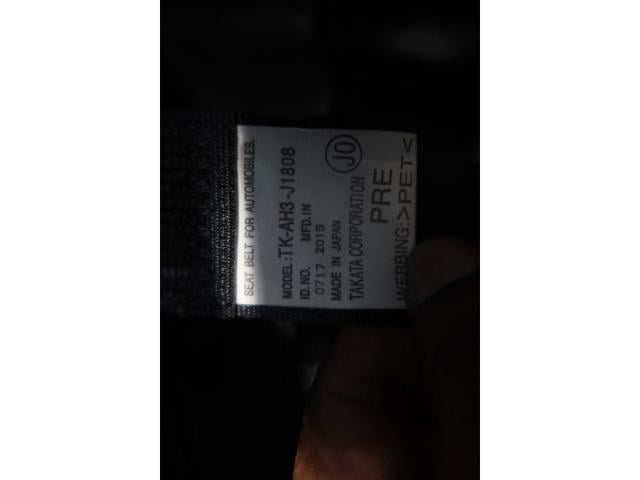 SEAT BELT FOR AUTOMOBILES.
MODEL:TK-AH3-J1808
ID.NO. MFD.IN
0717 2015
MADE IN JAPAN JO
TAKATA CORPORATION
PRE
WEBBING:>PET<